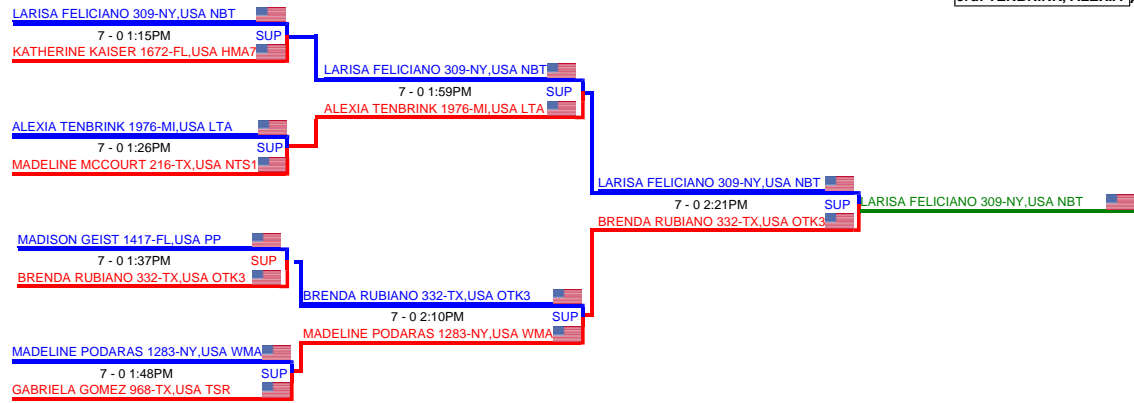 LARISA FELICIANO 309-NY,USA NBT
7 - 0 1:15PM SUP
KATHERINE KAISER 1672-FL,USA HMA7
LARISA FELICIANO 309-NY,USA NBT
7 - 0 1:59PM SUP
ALEXIA TENBRINK 1976-MI,USA LTA
ALEXIA TENBRINK 1976-MI,USA LTA
7 - 0 1:26PM SUP
MADELINE MCCOURT 216-TX,USA NTS1
LARISA FELICIANO 309-NY,USA NBT
7 - 0 2:21PM SUP
BRENDA RUBIANO 332-TX,USA OTK3
LARISA FELICIANO 309-NY,USA NBT
MADISON GEIST 1417-FL,USA PP
7 - 0 1:37PM SUP
BRENDA RUBIANO 332-TX,USA OTK3
BRENDA RUBIANO 332-TX,USA OTK3
7 - 0 2:10PM SUP
MADELINE PODARAS 1283-NY,USA WMA
MADELINE PODARAS 1283-NY,USA WMA
7 - 0 1:48PM SUP
GABRIELA GOMEZ 968-TX,USA TSR